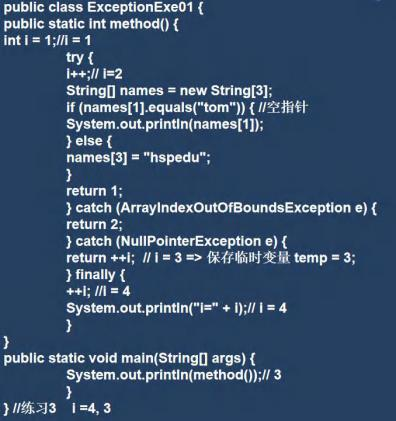 public class ExceptionExe01 {
public static int method() {
int i = 1;//i = 1
try {
i++;// i=2
String[] names = new String[3];
if (names[1].equals("tom")) { //空指针
System.out.println(names[1]);
} else {
names[3] = "hspedu";
}
return 1;
} catch (ArrayIndexOutOfBoundsException e) {
return 2;
} catch (NullPointerException e) {
return ++i; // i = 3 => 保存临时变量 temp = 3;
} finally {
++i; //i = 4
System.out.println("i=" + i);// i = 4
}
}
public static void main(String[] args) {
System.out.println(method());// 3
}
} //练习3 i =4, 3